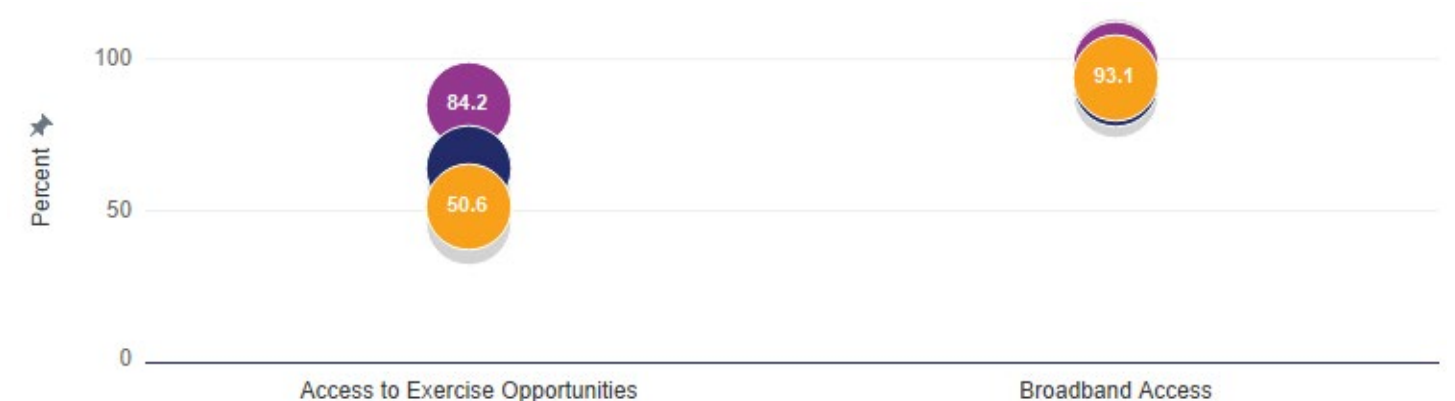 100
84.2
93.1
Percent
50
50.6
0
Access to Exercise Opportunities
Broadband Access